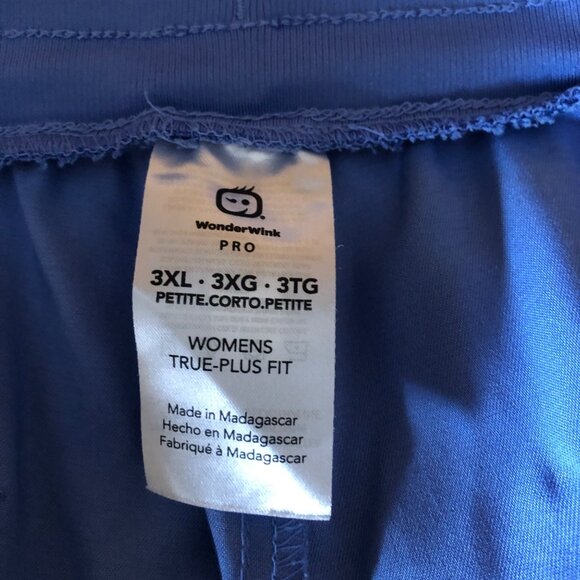 WonderWink
PRO
3XL · 3XG · 3TG
PETITE.CORTO.PETITE
WOMENS
TRUE-PLUS FIT
Made in Madagascar
Hecho en Madagascar
Fabriqué à Madagascar